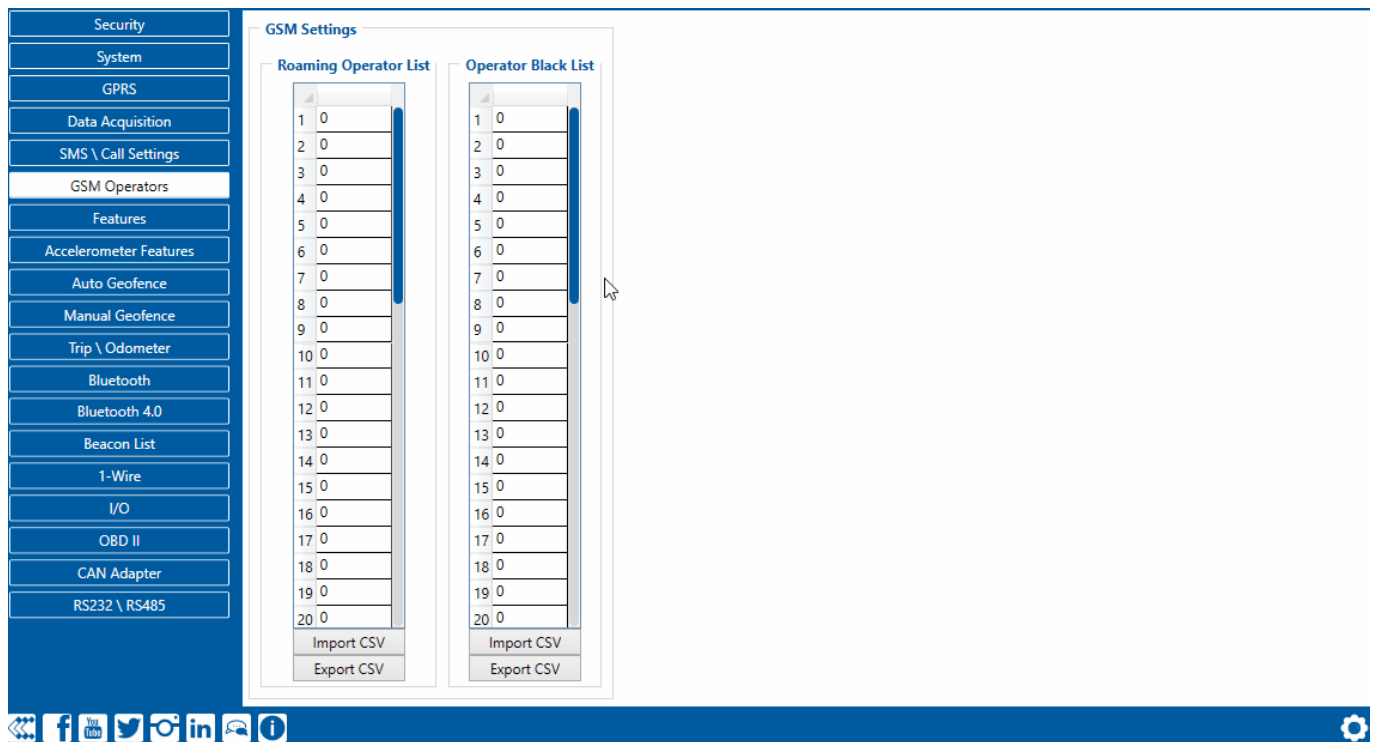 Security
System
GPRS
Data Acquisition
SMS \ Call Settings
GSM Operators
Features
Accelerometer Features
Auto Geofence
Manual Geofence
Trip \ Odometer
Bluetooth
Bluetooth 4.0
Beacon List
1-Wire
I/O
OBD II
CAN Adapter
RS232 \ RS485
GSM Settings
Roaming Operator List
1 0
2 0
3 0
4 0
5 0
6 0
7 0
8 0
9 0
10 0
11 0
12 0
13 0
14 0
15 0
16 0
17 0
18 0
19 0
20 0
Import CSV
Export CSV
Operator Black List
1 0
2 0
3 0
4 0
5 0
6 0
7 0
8 0
9 0
10 0
11 0
12 0
13 0
14 0
15 0
16 0
17 0
18 0
19 0
20 0
Import CSV
Export CSV
f
You
Tube
in
i